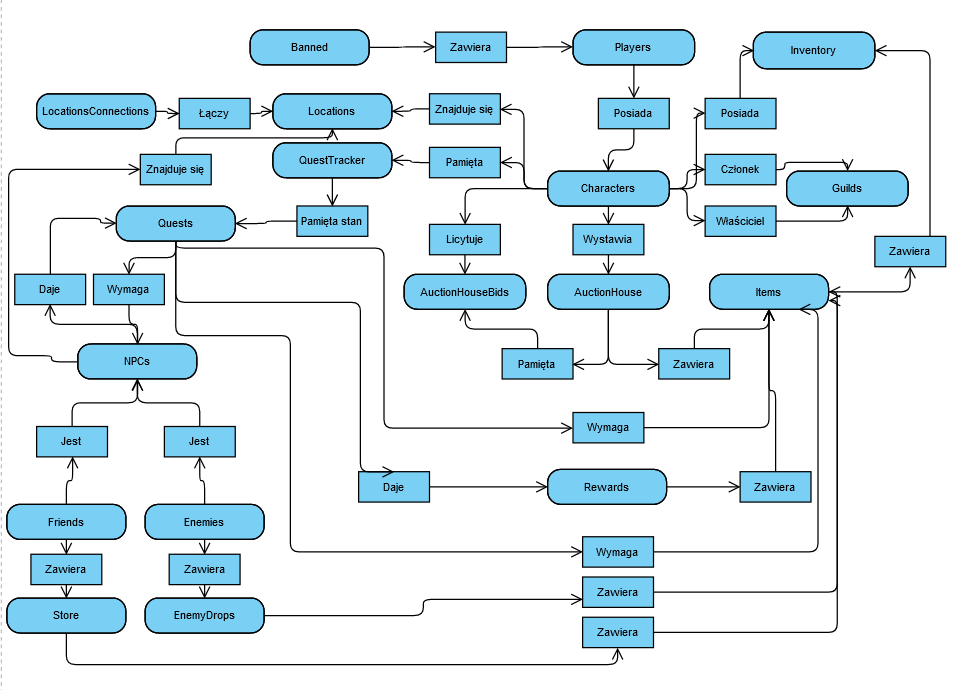 Banned
Zawiera
Players
Inventory
LocationsConnections
Łączy
Locations
Znajduje się
Posiada
Posiada
Znajduje się
QuestTracker
Pamięta
Characters
Członek
Guilds
Quests
Pamięta stan
Licytuje
Wystawia
Właściciel
Zawiera
Daje
Wymaga
AuctionHouseBids
AuctionHouse
Items
NPCs
Pamięta
Zawiera
Jest
Jest
Wymaga
Daje
Rewards
Zawiera
Friends
Enemies
Wymaga
Zawiera
Zawiera
Zawiera
Store
EnemyDrops
Zawiera